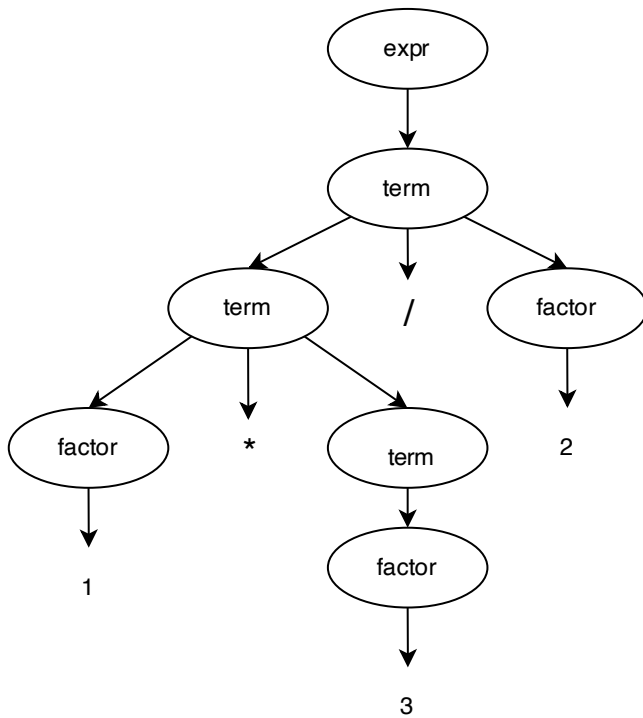 expr
term
term / factor
factor * term 2
1 factor
3